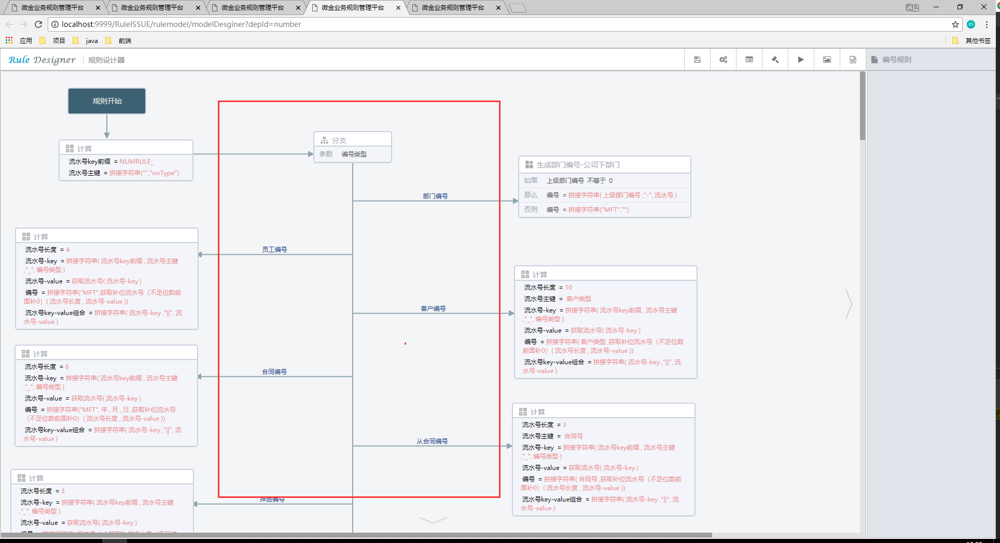 微金业务规则管理平台
微金业务规则管理平台
微金业务规则管理平台
微金业务规则管理平台
微金业务规则管理平台
涵晨
localhost:9999/RuleISSUE/rulemodel/modelDesginer?depId=number
m
应用
项目
java
前端
其他书签
Rule Designer
规则设计器
编号规则
规则开始
计算
流水号key前缀 = NUMRULE_
流水号主键 = 拼接字符串("","noType")
分支
参数 编号类型
部门编号
生成部门编号-公司下部门
如果 上级部门编号 不等于 0
那么 编号 = 拼接字符串( 上级部门编号 ,"-", 流水号 )
否则 编号 = 拼接字符串("MFT","")
员工编号
计算
流水号长度 = 4
流水号-key = 拼接字符串( 流水号key前缀 , 流水号主键
,"_", 编号类型 )
流水号-value = 获取流水号( 流水号-key )
编号 = 拼接字符串("MFT",获取补位流水号（不足位数前
面补0）( 流水号长度 , 流水号-value ))
流水号key-value组合 = 拼接字符串( 流水号-key ,"||", 流
水号-value )
客户编号
计算
流水号长度 = 10
流水号主键 = 客户类型
流水号-key = 拼接字符串( 流水号key前缀 , 流水号主键
,"_", 编号类型 )
流水号-value = 获取流水号( 流水号-key )
编号 = 拼接字符串( 客户类型 ,获取补位流水号（不足位数
前面补0）( 流水号长度 , 流水号-value ))
流水号key-value组合 = 拼接字符串( 流水号-key ,"||", 流
水号-value )
合同编号
计算
流水号长度 = 6
流水号-key = 拼接字符串( 流水号key前缀 , 流水号主键
,"_", 编号类型 )
流水号-value = 获取流水号( 流水号-key )
编号 = 拼接字符串("MFT", 年 , 月 , 日 ,获取补位流水号
（不足位数前面补0）( 流水号长度 , 流水号-value ))
流水号key-value组合 = 拼接字符串( 流水号-key ,"||", 流
水号-value )
从合同编号
计算
流水号长度 = 3
流水号主键 = 合同号
流水号-key = 拼接字符串( 流水号key前缀 , 流水号主键
,"_", 编号类型 )
流水号-value = 获取流水号( 流水号-key )
编号 = 拼接字符串( 合同号 ,获取补位流水号（不足位数前
面补0）( 流水号长度 , 流水号-value ))
流水号key-value组合 = 拼接字符串( 流水号-key ,"||", 流
水号-value )
押品编号
计算
流水号长度 = 3
流水号-key = 拼接字符串( 流水号key前缀 , 流水号主键
,"_", 编号类型 )
流水号-value = 获取流水号( 流水号-key )